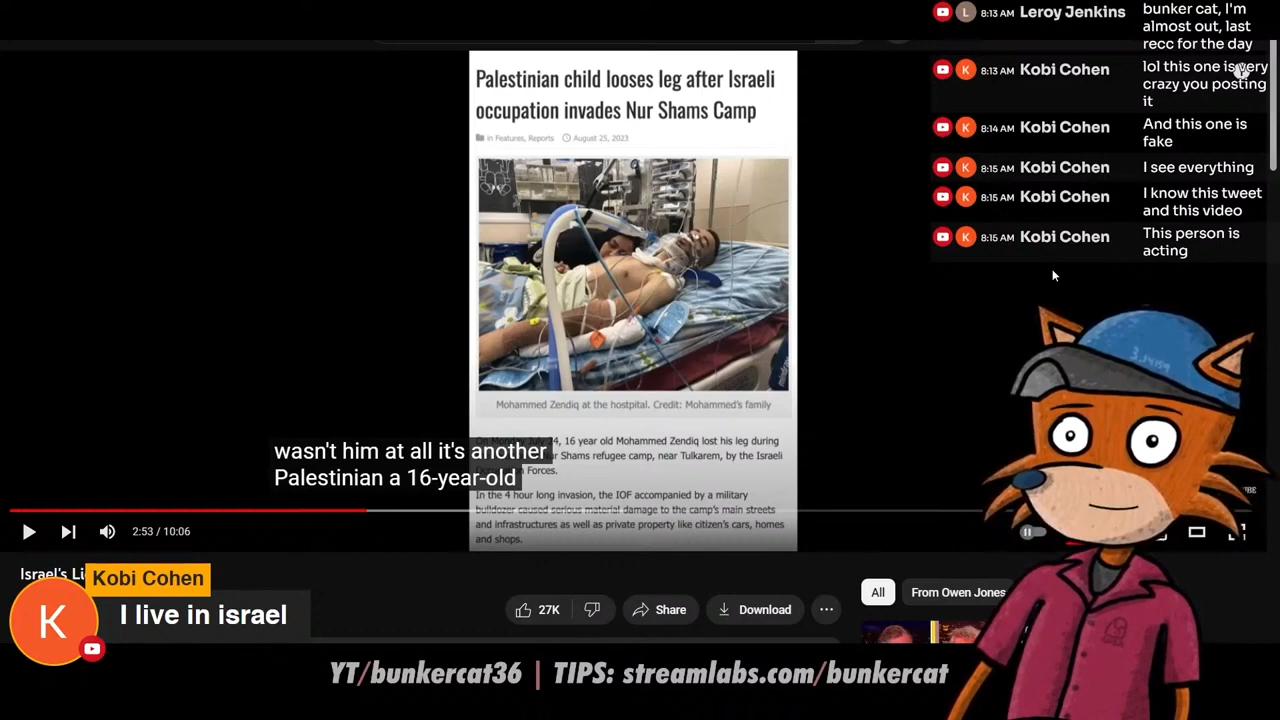 Palestinian child looses leg after Israeli
occupation invades Nur Shams Camp
in Features, Reports August 25, 2023
Mohammed Zendiq at the hostpital. Credit: Mohammed's family
On Monday July 24, 16 year old Mohammed Zendiq lost his leg during
ur Shams refugee camp, near Tulkarem, by the Israeli
n Forces.
In the 4 hour long invasion, the IOF accompanied by a military
bulldozer caused serious material damage to the camp's main streets
and infrastructures as well as private property like citizen's cars, homes
and shops.
wasn't him at all it's another
Palestinian a 16-year-old
2:53 / 10:06
Israel's Li
Kobi Cohen
K
I live in israel
27K
Share
Download
All
From Owen Jones
YT/bunkercat36 | TIPS: streamlabs.com/bunkercat
L 8:13 AM Leroy Jenkins bunker cat, I'm
almost out, last
recc for the day
K 8:13 AM Kobi Cohen lol this one is very
crazy you posting
it
K 8:14 AM Kobi Cohen And this one is
fake
K 8:15 AM Kobi Cohen I see everything
K 8:15 AM Kobi Cohen I know this tweet
and this video
K 8:15 AM Kobi Cohen This person is
acting
3.14159